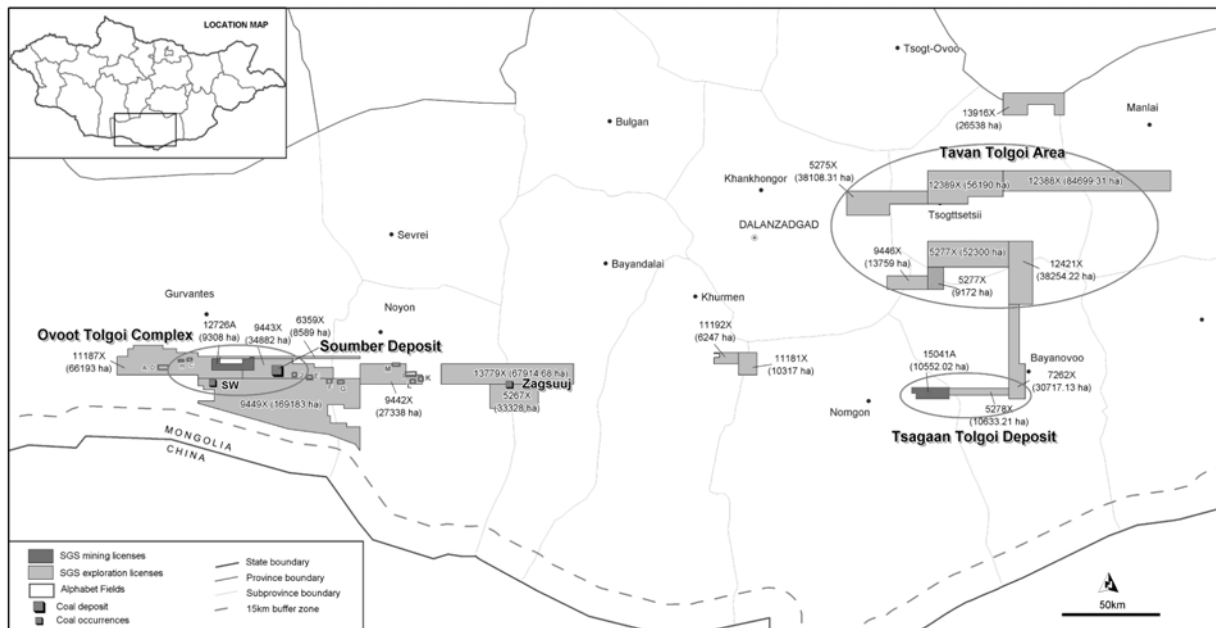 LOCATION MAP
Tsogt-Ovoo
13916X
(26538 ha)
Manlai
Bulgan
Tavan Tolgoi Area
5275X
(38108.31 ha)
Khankhongor
12389X (56190 ha)
12388X (84699.31 ha)
Tsogttsetsii
DALANZADGAD
Sevrei
Bayandalai
9446X
(13759 ha)
5277X (52300 ha)
12421X
(38254.22 ha)
5277X
(9172 ha)
Gurvantes
Noyon
Khurmen
Ovoot Tolgoi Complex
12726A
(9308 ha)
9443X
(34882 ha)
6359X
(8589 ha)
Soumber Deposit
11187X
(66193 ha)
11192X
(6247 ha)
11181X
(10317 ha)
SW
M
K
L
G
9449X (169183 ha)
9442X
(27338 ha)
13779X (67914.68 ha)
Zagsuuj
5267X
(33328 ha)
Nomgon
15041A
(10552.02 ha)
Bayanovoo
7262X
(30717.13 ha)
5278X
(10633.21 ha)
Tsagaan Tolgoi Deposit
MONGOLIA
CHINA
SGS mining licenses
SGS exploration licenses
Alphabet Fields
Coal deposit
Coal occurrences
State boundary
Province boundary
Subprovince boundary
15km buffer zone
50km